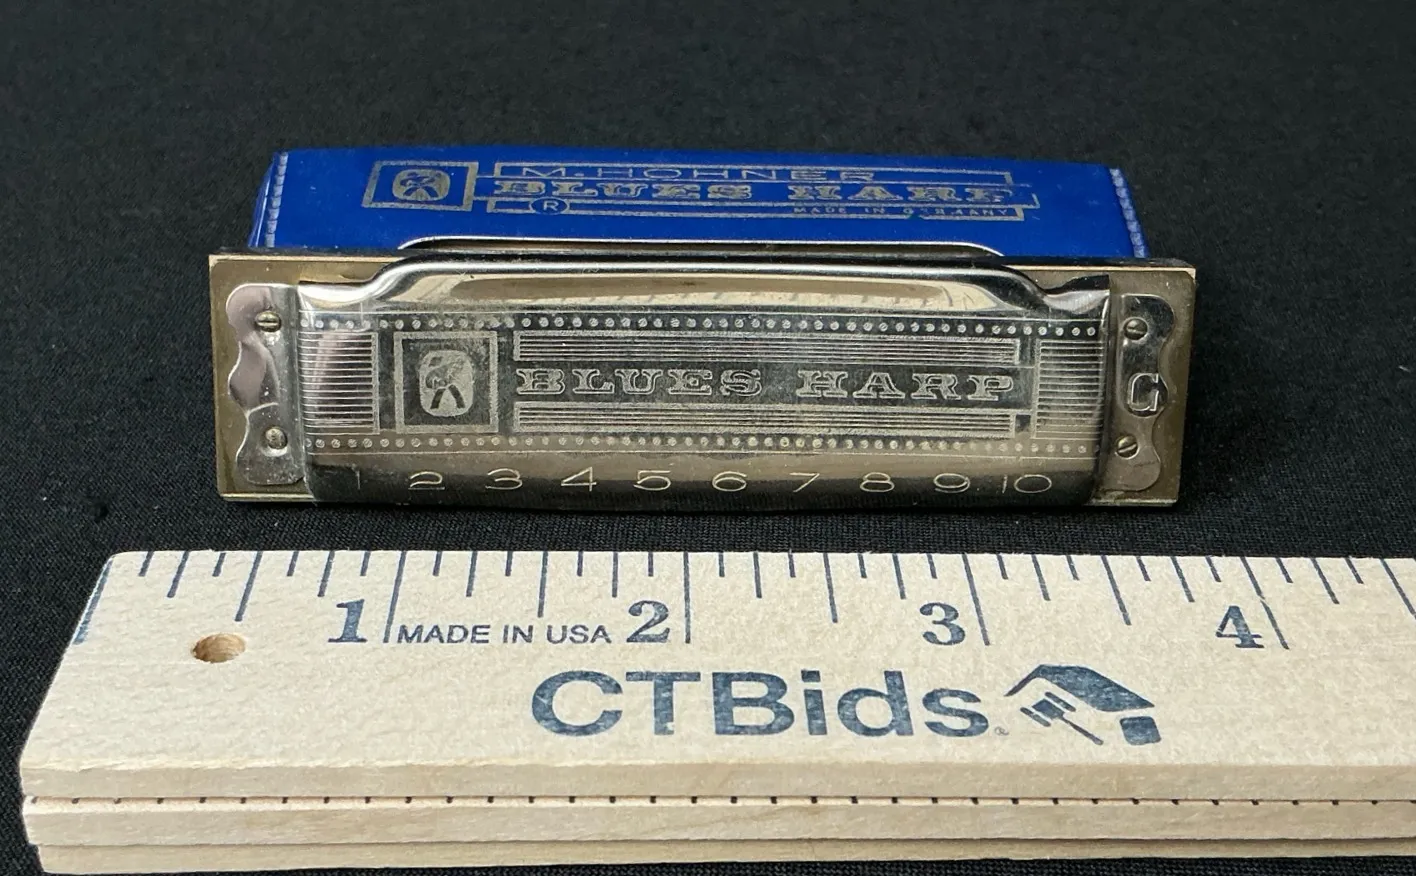 M. HOHNER
BLUES HARP
® MADE IN GERMANY
BLUES HARP
G
1 2 3 4 5 6 7 8 9 10
1 MADE IN USA 2 3 4
CTBids®